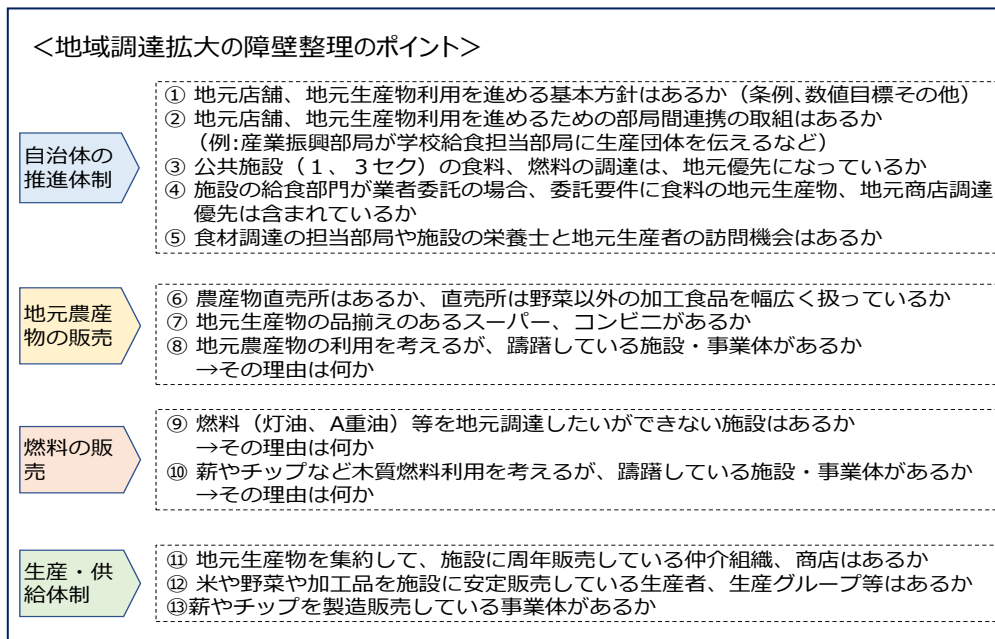 ＜地域調達拡大の障壁整理のポイント＞
自治体の
推進体制
① 地元店舗、地元生産物利用を進める基本方針はあるか（条例、数値目標その他）
② 地元店舗、地元生産物利用を進めるための部局間連携の取組はあるか
（例:産業振興部局が学校給食担当部局に生産団体を伝えるなど）
③ 公共施設（１、３セク）の食料、燃料の調達は、地元優先になっているか
④ 施設の給食部門が業者委託の場合、委託要件に食料の地元生産物、地元商店調達
優先は含まれているか
⑤ 食材調達の担当部局や施設の栄養士と地元生産者の訪問機会はあるか
地元農産
物の販売
⑥ 農産物直売所はあるか、直売所は野菜以外の加工食品を幅広く扱っているか
⑦ 地元生産物の品揃えのあるスーパー、コンビニがあるか
⑧ 地元農産物の利用を考えるが、躊躇している施設・事業体があるか
→その理由は何か
燃料の販
売
⑨ 燃料（灯油、A重油）等を地元調達したいができない施設はあるか
→その理由は何か
⑩ 薪やチップなど木質燃料利用を考えるが、躊躇している施設・事業体があるか
→その理由は何か
生産・供
給体制
⑪ 地元生産物を集約して、施設に周年販売している仲介組織、商店はあるか
⑫ 米や野菜や加工品を施設に安定販売している生産者、生産グループ等はあるか
⑬薪やチップを製造販売している事業体があるか